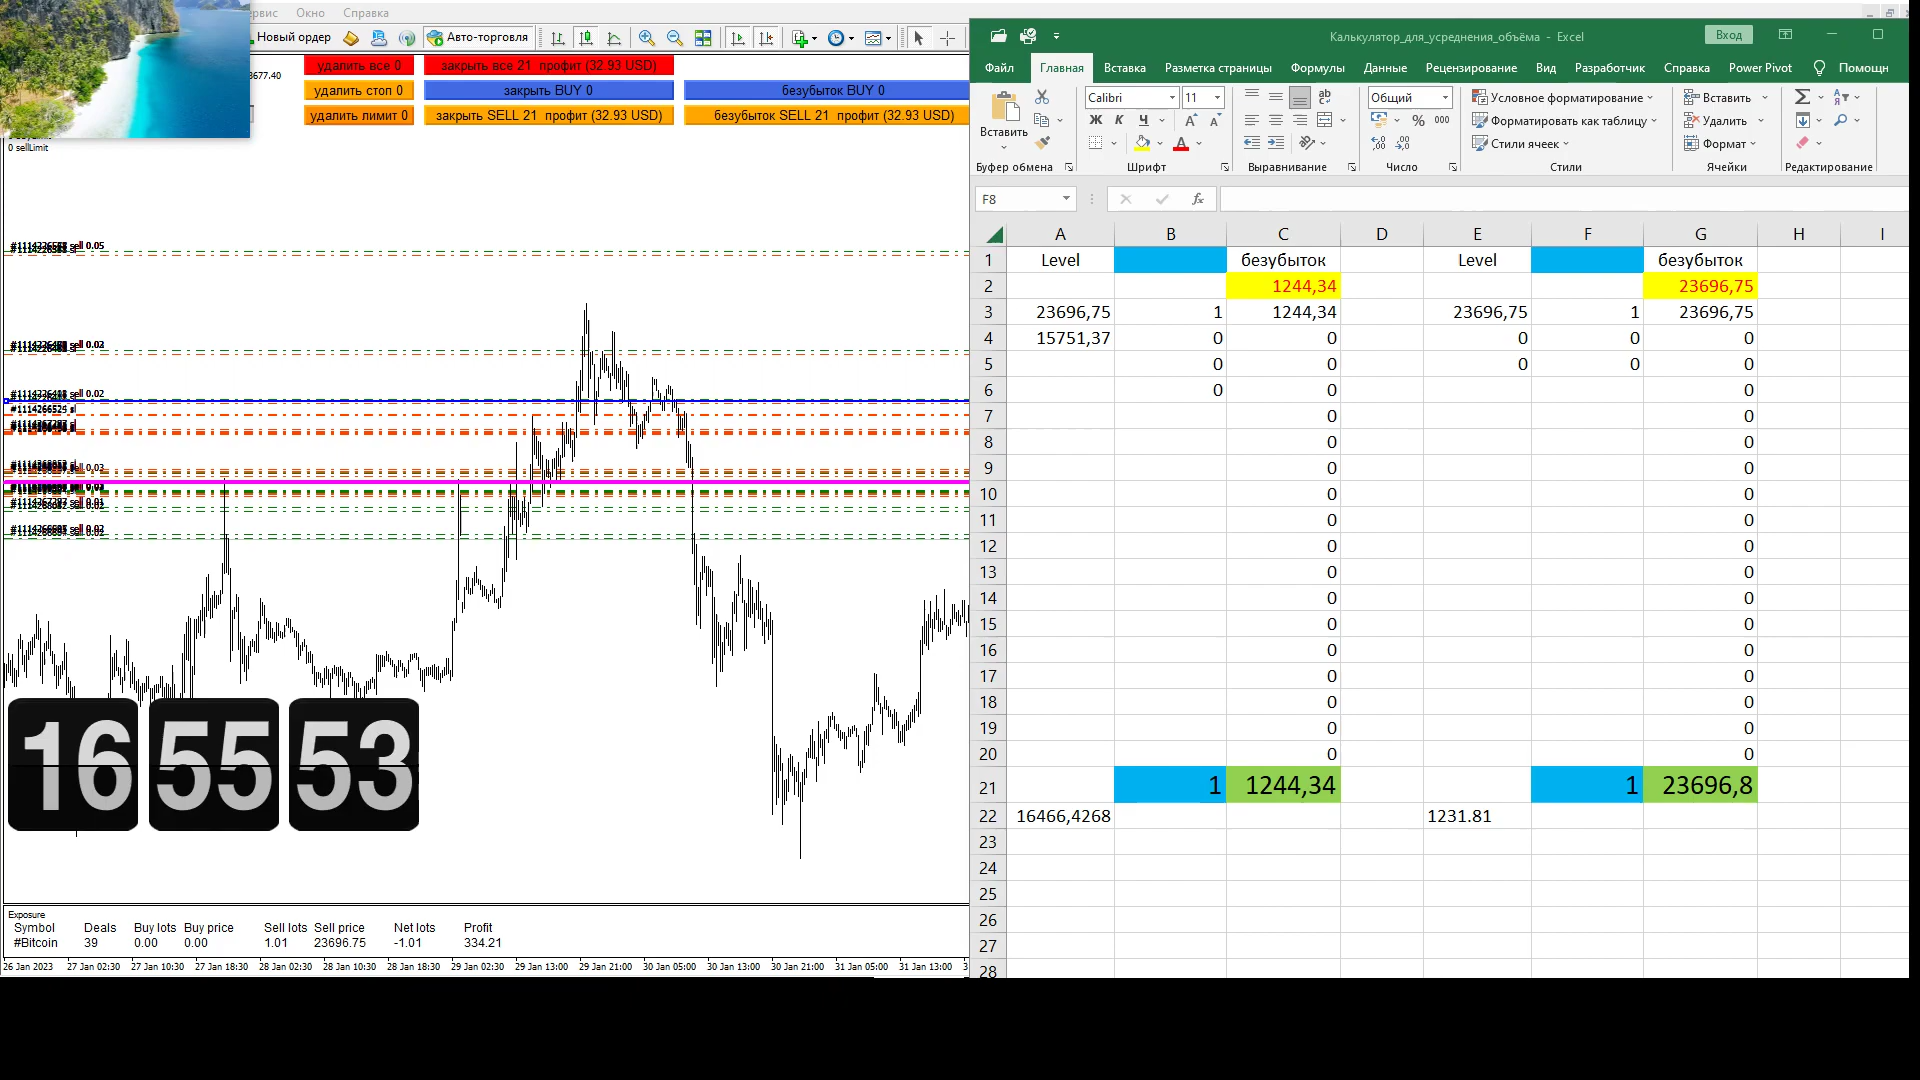 ервис Окно Справка
Новый ордер Авто-торговля
3677.40
удалить все 0 закрыть все 21 профит (32.93 USD)
удалить стоп 0 закрыть BUY 0 безубыток BUY 0
удалить лимит 0 закрыть SELL 21 профит (32.93 USD) безубыток SELL 21 профит (32.93 USD)
0 sellLimit
sell 0.05
sell 0.02
#1114266524 sl
16 55 53
Exposure
Symbol Deals Buy lots Buy price Sell lots Sell price Net lots Profit
#Bitcoin 39 0.00 0.00 1.01 23696.75 -1.01 334.21
26 Jan 2023 27 Jan 02:30 27 Jan 10:30 27 Jan 18:30 28 Jan 02:30 28 Jan 10:30 28 Jan 18:30 29 Jan 02:30 29 Jan 13:00 29 Jan 21:00 30 Jan 05:00 30 Jan 13:00 30 Jan 21:00 31 Jan 05:00 31 Jan 13:00 3
Калькулятор_для_усреднения_объёма - Excel Вход
Файл Главная Вставка Разметка страницы Формулы Данные Рецензирование Вид Разработчик Справка Power Pivot Помощн
Вставить
Calibri 11
Ж К Ч
Общий
% 000
Условное форматирование
Форматировать как таблицу
Стили ячеек
Вставить
Удалить
Формат
Буфер обмена Шрифт Выравнивание Число Стили Ячейки Редактирование
F8 fx
A B C D E F G H I
1 Level безубыток Level безубыток
2 1244,34 23696,75
3 23696,75 1 1244,34 23696,75 1 23696,75
4 15751,37 0 0 0 0 0
5 0 0 0 0 0
6 0 0 0
7 0 0
8 0 0
9 0 0
10 0 0
11 0 0
12 0 0
13 0 0
14 0 0
15 0 0
16 0 0
17 0 0
18 0 0
19 0 0
20 0 0
21 1 1244,34 1 23696,8
22 16466,4268 1231.81
23
24
25
26
27
28